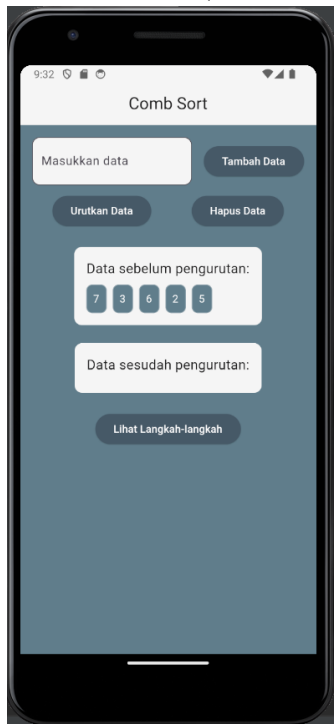 9:32
Comb Sort
Masukkan data
Tambah Data
Urutkan Data
Hapus Data
Data sebelum pengurutan:
7 3 6 2 5
Data sesudah pengurutan:
Lihat Langkah-langkah